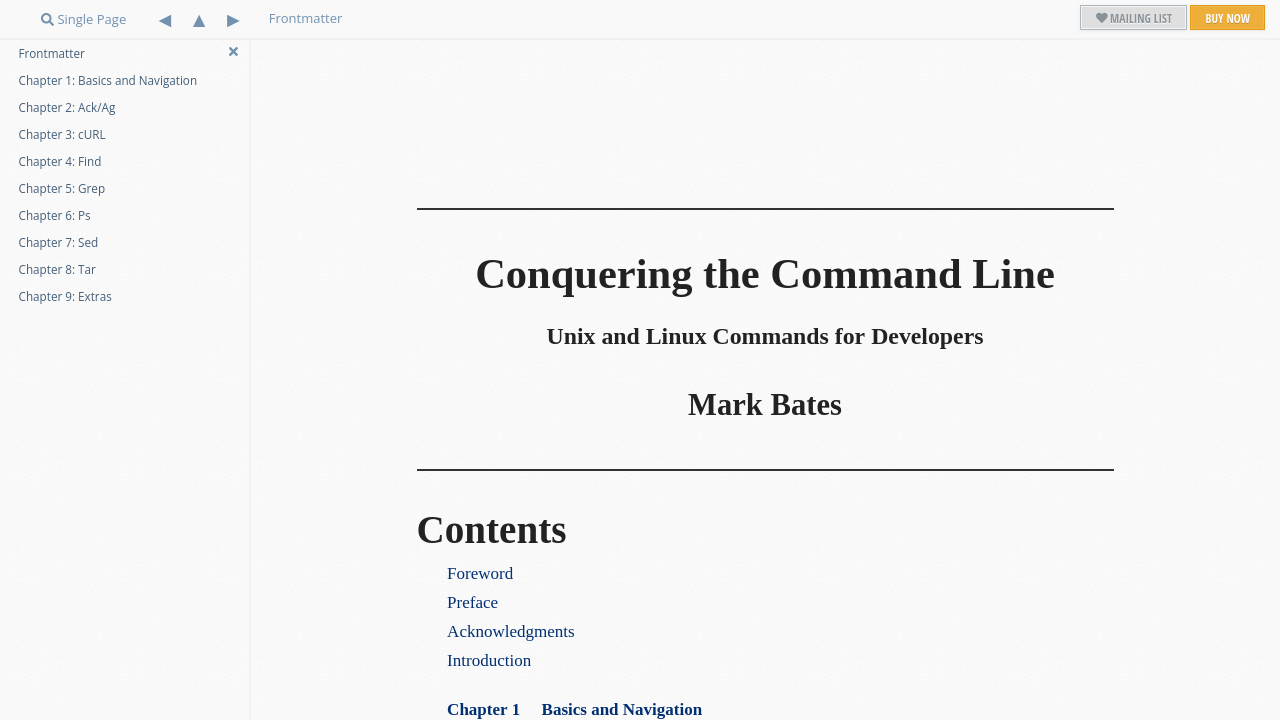 Single Page ◀ ▲ ▶ Frontmatter MAILING LIST BUY NOW
Frontmatter
Chapter 1: Basics and Navigation
Chapter 2: Ack/Ag
Chapter 3: cURL
Chapter 4: Find
Chapter 5: Grep
Chapter 6: Ps
Chapter 7: Sed
Chapter 8: Tar
Chapter 9: Extras
Conquering the Command Line
Unix and Linux Commands for Developers
Mark Bates
Contents
Foreword
Preface
Acknowledgments
Introduction
Chapter 1 Basics and Navigation